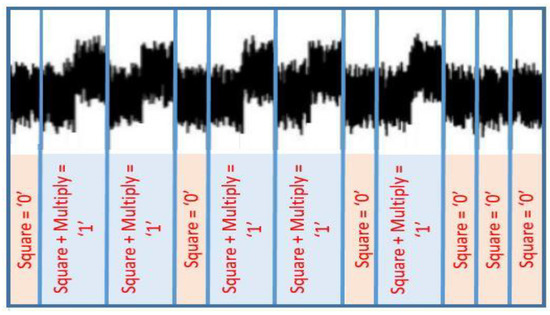 Square = ‘0’
Square + Multiply =
‘1’
Square + Multiply =
‘1’
Square = ‘0’
Square + Multiply =
‘1’
Square + Multiply =
‘1’
Square = ‘0’
Square + Multiply =
‘1’
Square = ‘0’
Square = ‘0’
Square = ‘0’